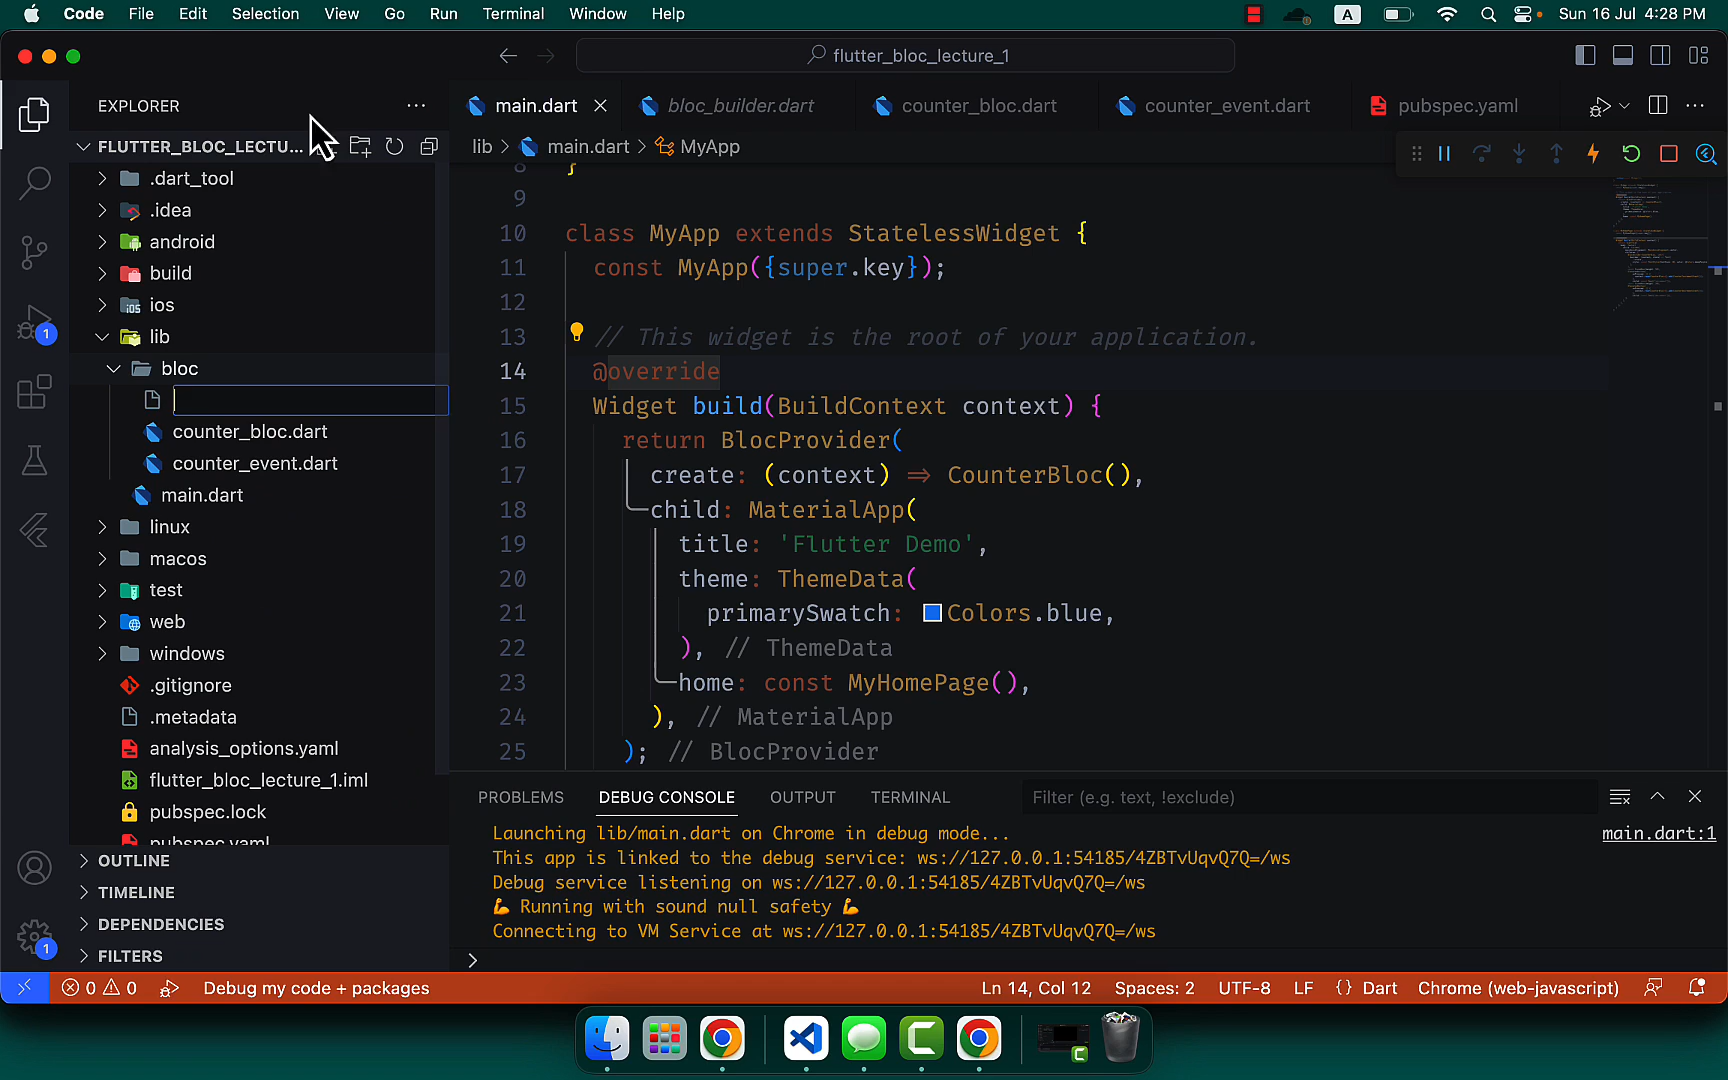 Code File Edit Selection View Go Run Terminal Window Help
A
Sun 16 Jul 4:28 PM
flutter_bloc_lecture_1
EXPLORER
main.dart
bloc_builder.dart
counter_bloc.dart
counter_event.dart
pubspec.yaml
FLUTTER_BLOC_LECTU...
lib > main.dart > MyApp
.dart_tool
.idea
android
build
ios
lib
bloc
counter_bloc.dart
counter_event.dart
main.dart
linux
macos
test
web
windows
.gitignore
.metadata
analysis_options.yaml
flutter_bloc_lecture_1.iml
pubspec.lock
pubspec.yaml
OUTLINE
TIMELINE
DEPENDENCIES
FILTERS
1
1
8 }
9
10 class MyApp extends StatelessWidget {
11 const MyApp({super.key});
12
13 // This widget is the root of your application.
14 @override
15 Widget build(BuildContext context) {
16 return BlocProvider(
17 create: (context) => CounterBloc(),
18 child: MaterialApp(
19 title: 'Flutter Demo',
20 theme: ThemeData(
21 primarySwatch: Colors.blue,
22 ), // ThemeData
23 home: const MyHomePage(),
24 ), // MaterialApp
25 ); // BlocProvider
PROBLEMS DEBUG CONSOLE OUTPUT TERMINAL
Filter (e.g. text, !exclude)
Launching lib/main.dart on Chrome in debug mode...
main.dart:1
This app is linked to the debug service: ws://127.0.0.1:54185/4ZBTvUqvQ7Q=/ws
Debug service listening on ws://127.0.0.1:54185/4ZBTvUqvQ7Q=/ws
💪 Running with sound null safety 💪
Connecting to VM Service at ws://127.0.0.1:54185/4ZBTvUqvQ7Q=/ws
>
0 0 Debug my code + packages
Ln 14, Col 12 Spaces: 2 UTF-8 LF {} Dart Chrome (web-javascript)